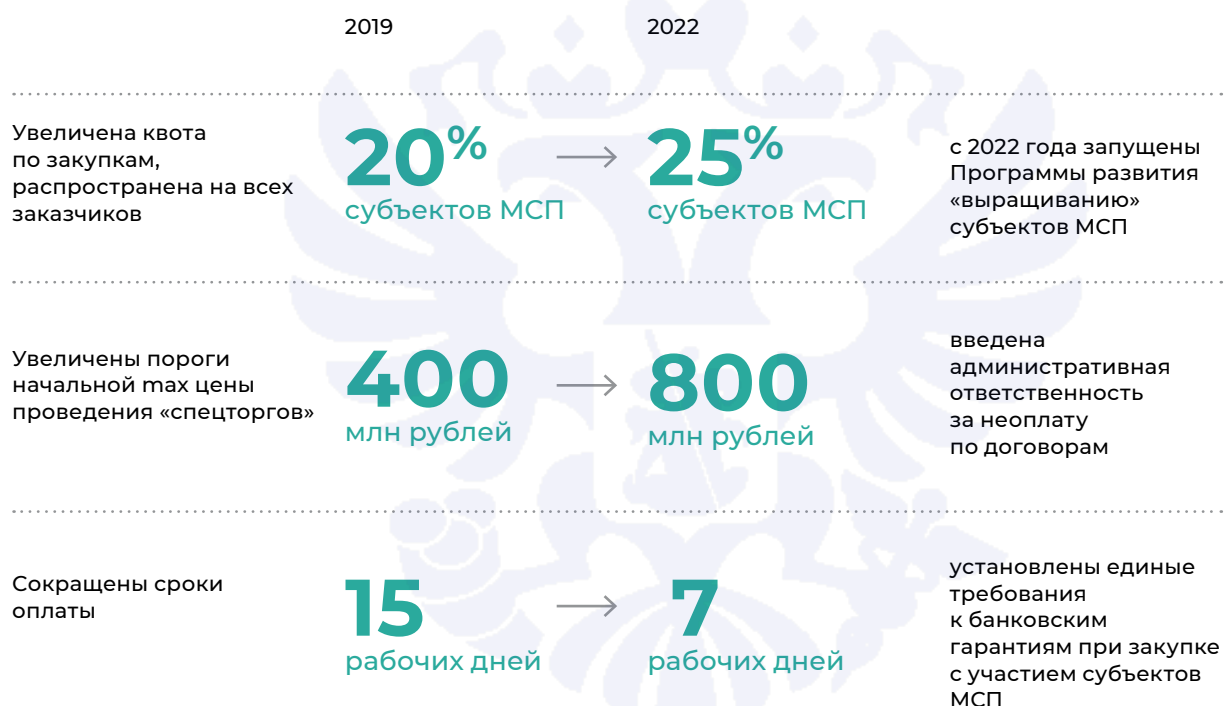 2019
2022
Увеличена квота
по закупкам,
распространена на всех
заказчиков
20%
субъектов МСП
25%
субъектов МСП
с 2022 года запущены
Программы развития
«выращиванию»
субъектов МСП
Увеличены пороги
начальной max цены
проведения «спецторгов»
400
млн рублей
800
млн рублей
введена
административная
ответственность
за неоплату
по договорам
Сокращены сроки
оплаты
15
рабочих дней
7
рабочих дней
установлены единые
требования
к банковским
гарантиям при закупке
с участием субъектов
МСП